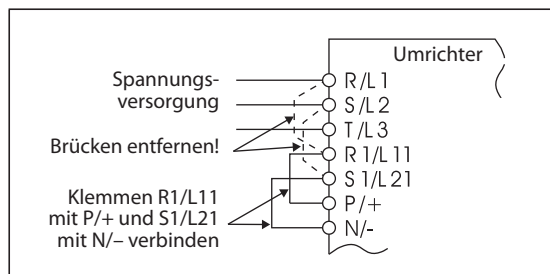 Umrichter
Spannungs-
versorgung
R/L1
S/L2
T/L3
R1/L11
S1/L21
P/+
N/-
Brücken entfernen!
Klemmen R1/L11
mit P/+ und S1/L21
mit N/– verbinden